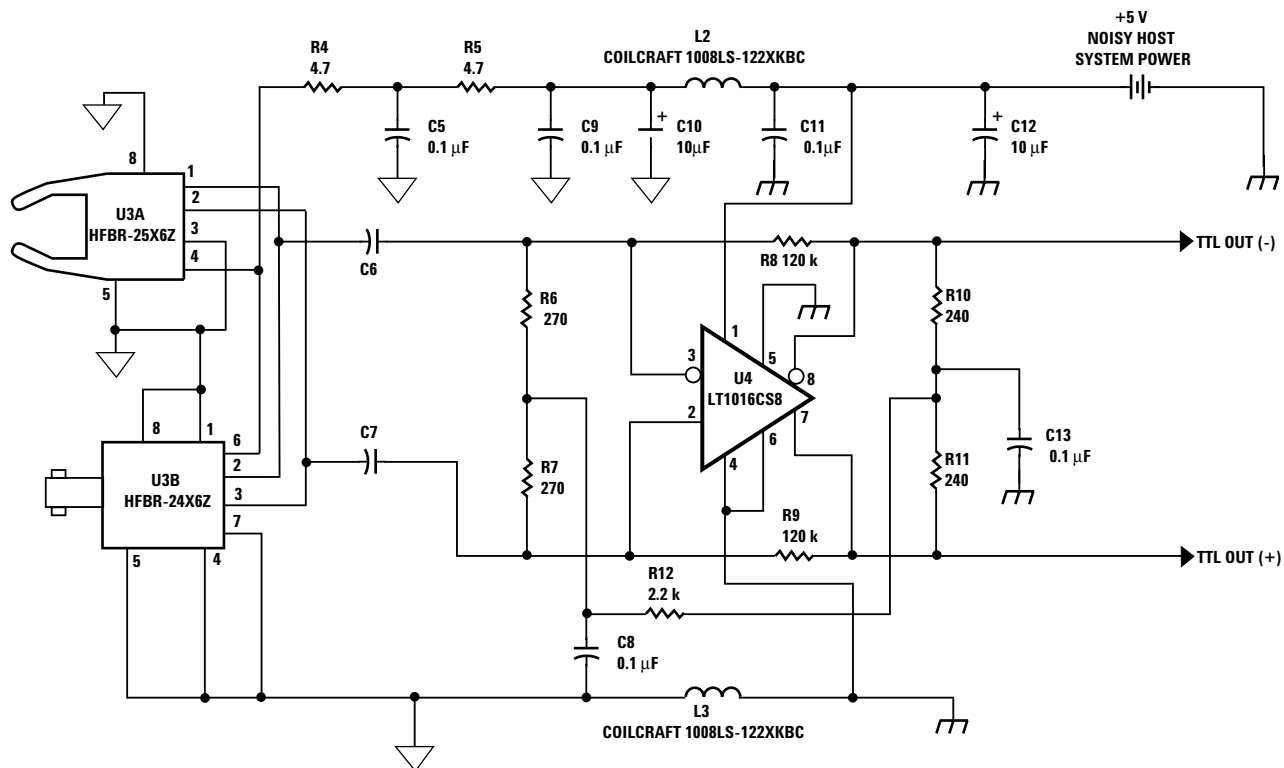 +5 V
NOISY HOST
SYSTEM POWER
L2
COILCRAFT 1008LS-122XKBC
R4
4.7
R5
4.7
C5
0.1 µF
C9
0.1 µF
+
C10
10µF
C11
0.1µF
+
C12
10 µF
8
1
2
3
4
5
U3A
HFBR-25X6Z
C6
R8 120 k
TTL OUT (-)
R6
270
R10
240
1
3
5
8
U4
LT1016CS8
2
7
6
4
C7
R7
270
R11
240
C13
0.1 µF
8
1
6
2
3
7
5
4
U3B
HFBR-24X6Z
R9
120 k
TTL OUT (+)
R12
2.2 k
C8
0.1 µF
L3
COILCRAFT 1008LS-122XKBC